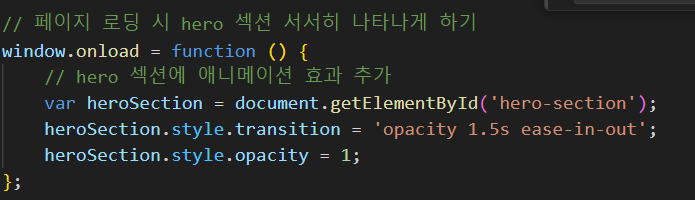 // 페이지 로딩 시 hero 섹션 서서히 나타나게 하기
window.onload = function () {
    // hero 섹션에 애니메이션 효과 추가
    var heroSection = document.getElementById('hero-section');
    heroSection.style.transition = 'opacity 1.5s ease-in-out';
    heroSection.style.opacity = 1;
};